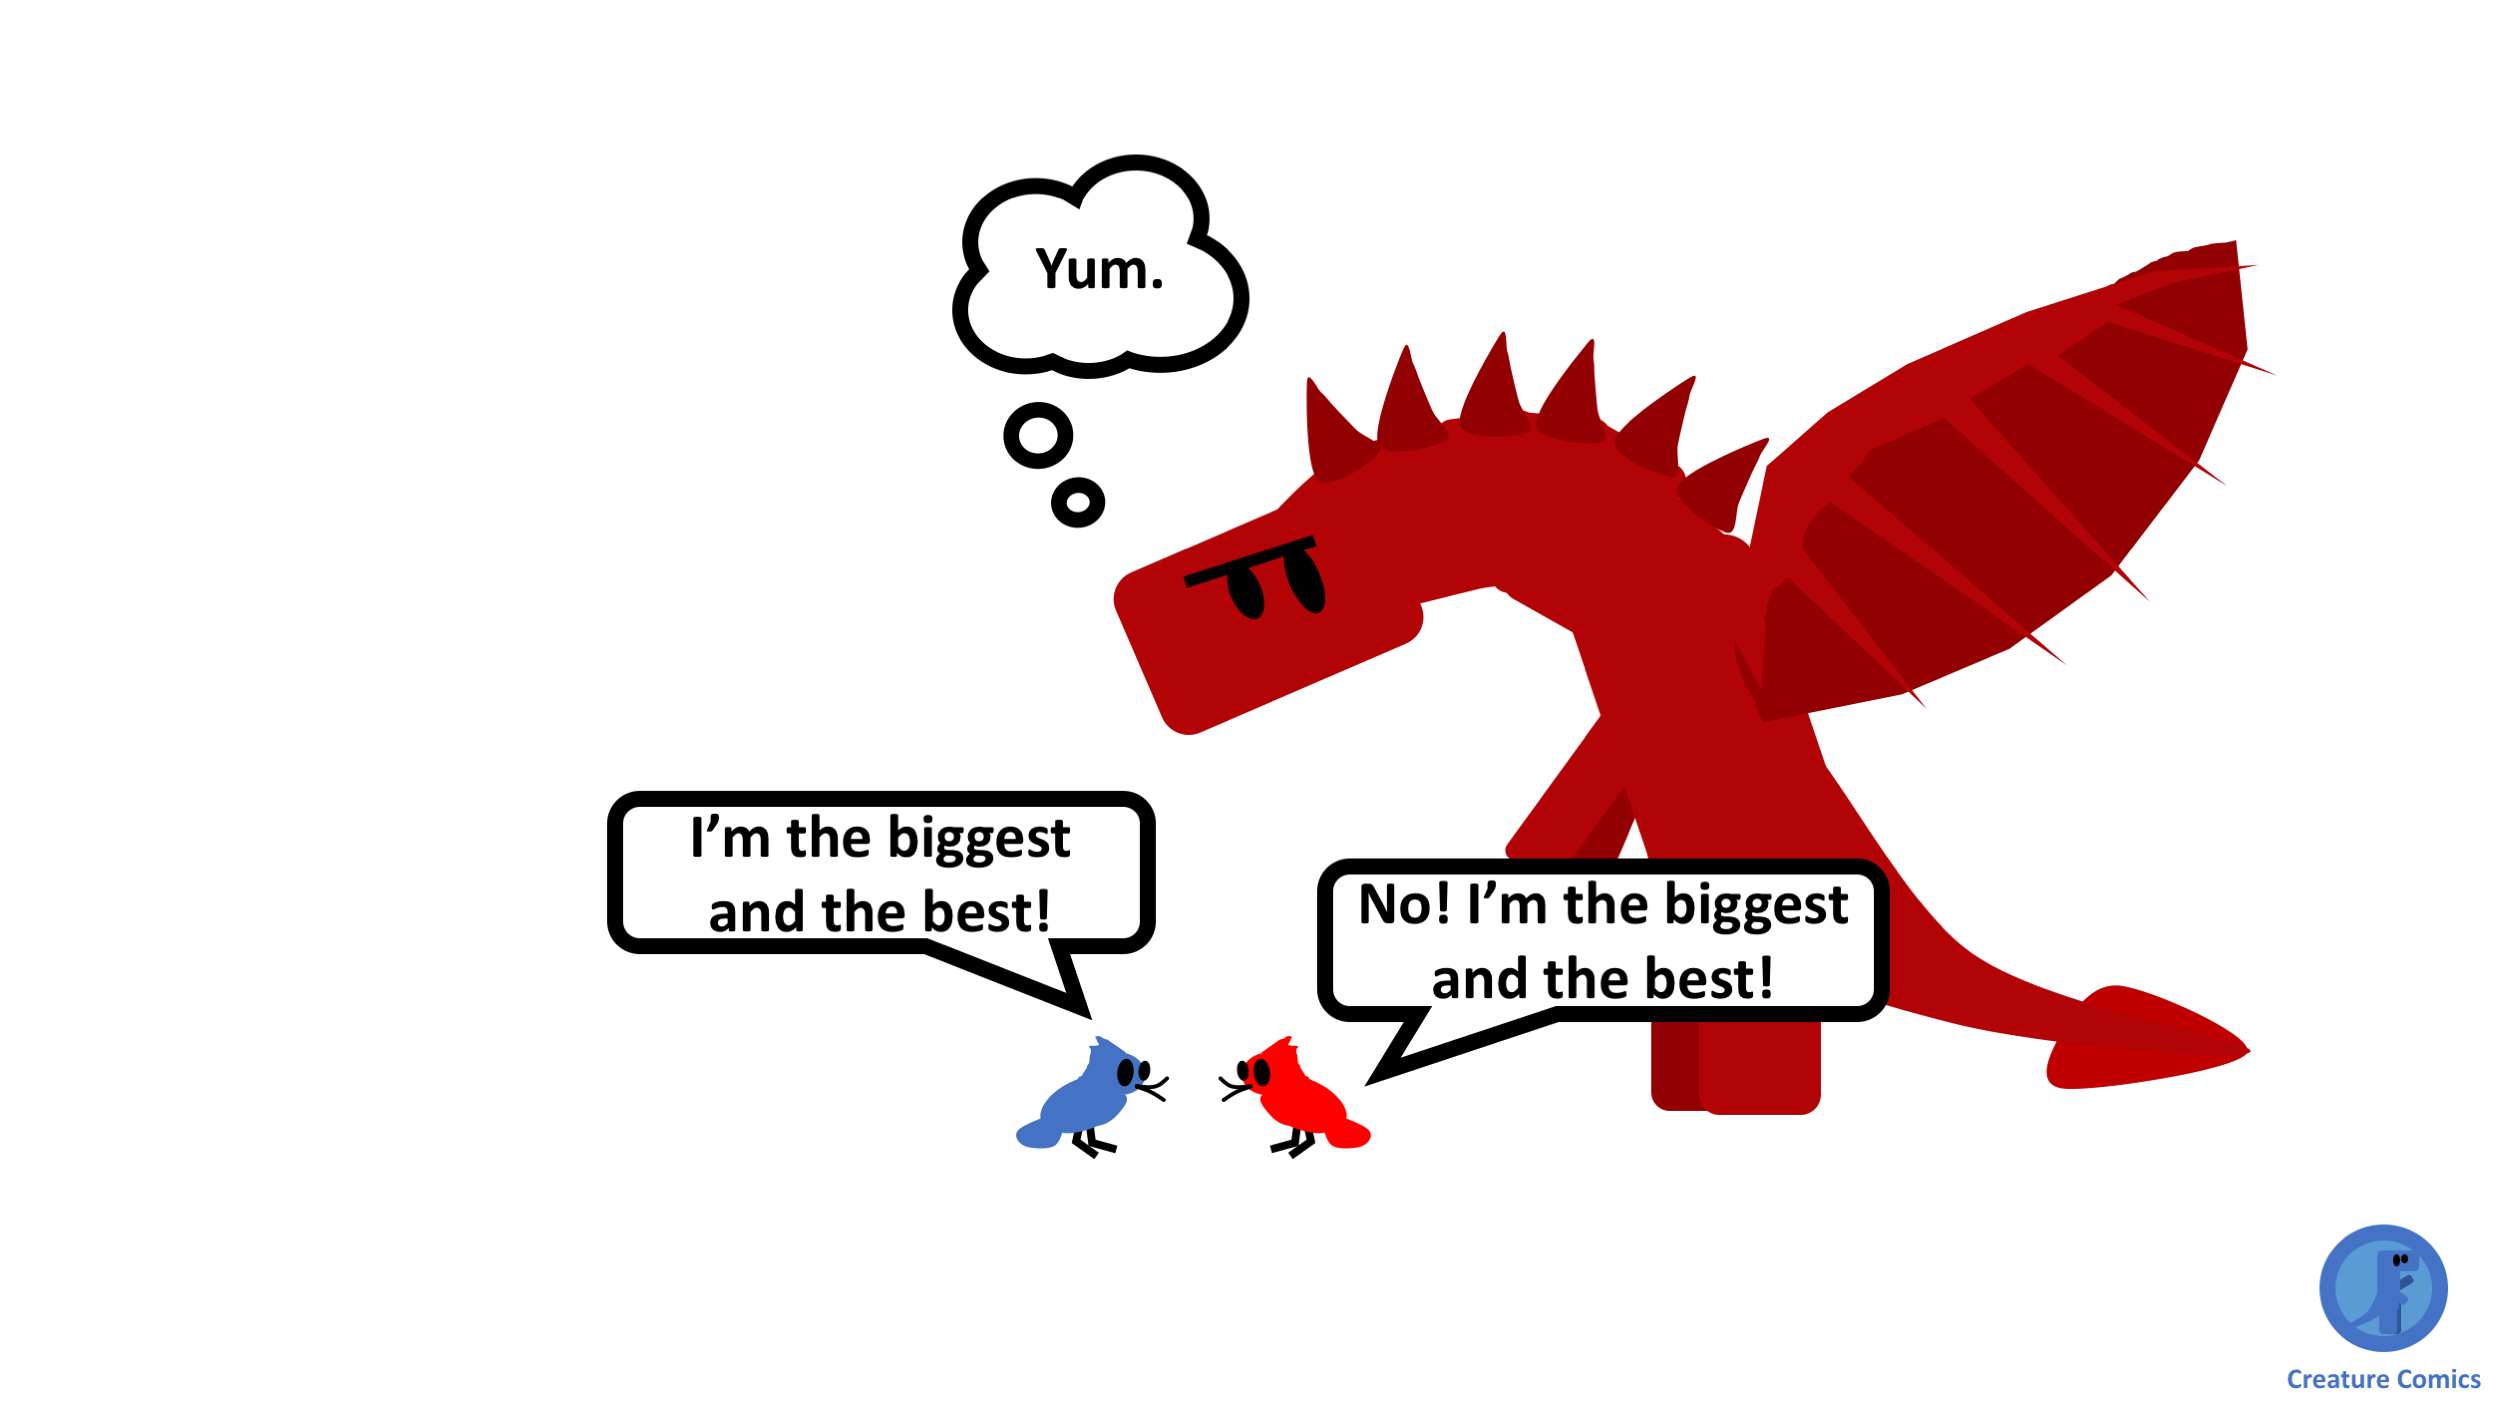 Yum.
I'm the biggest
and the best!
No! I'm the biggest
and the best!
Creature Comics